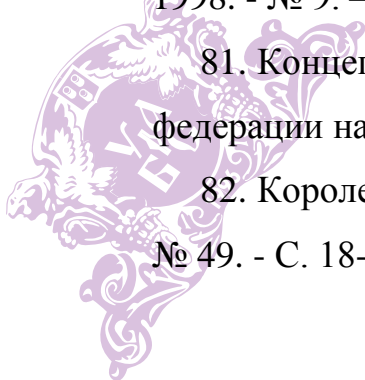 1998. - № 9. –
81. Концеп
федерации на
82. Короле
№ 49. - С. 18-